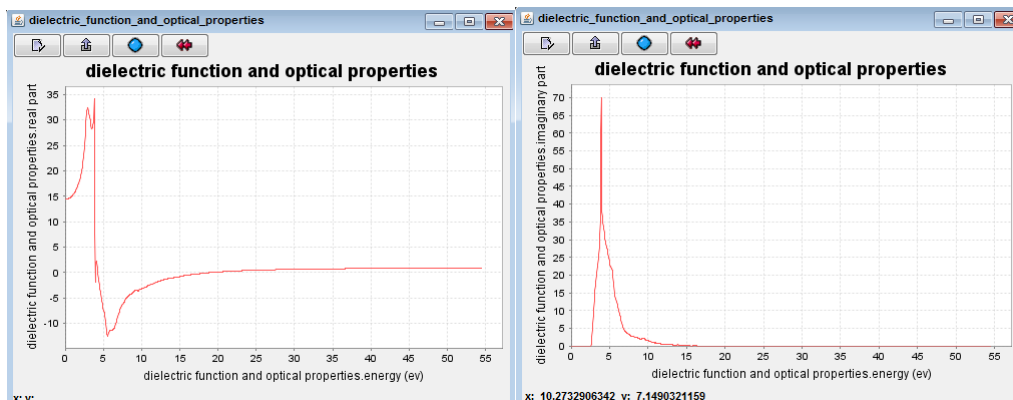 dielectric_function_and_optical_properties
dielectric function and optical properties
dielectric function and optical properties.real part
35
30
25
20
15
10
5
0
-5
-10
0 5 10 15 20 25 30 35 40 45 50 55
dielectric function and optical properties.energy (ev)
x: y:
dielectric_function_and_optical_properties
dielectric function and optical properties
dielectric function and optical properties.imaginary part
70
65
60
55
50
45
40
35
30
25
20
15
10
5
0
0 5 10 15 20 25 30 35 40 45 50 55
dielectric function and optical properties.energy (ev)
x: 10.2732906342 y: 7.1490321159